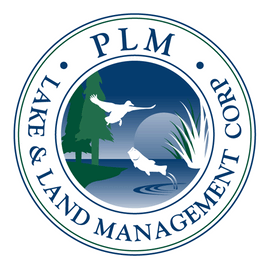 • PLM •
LAKE & LAND MANAGEMENT CORP